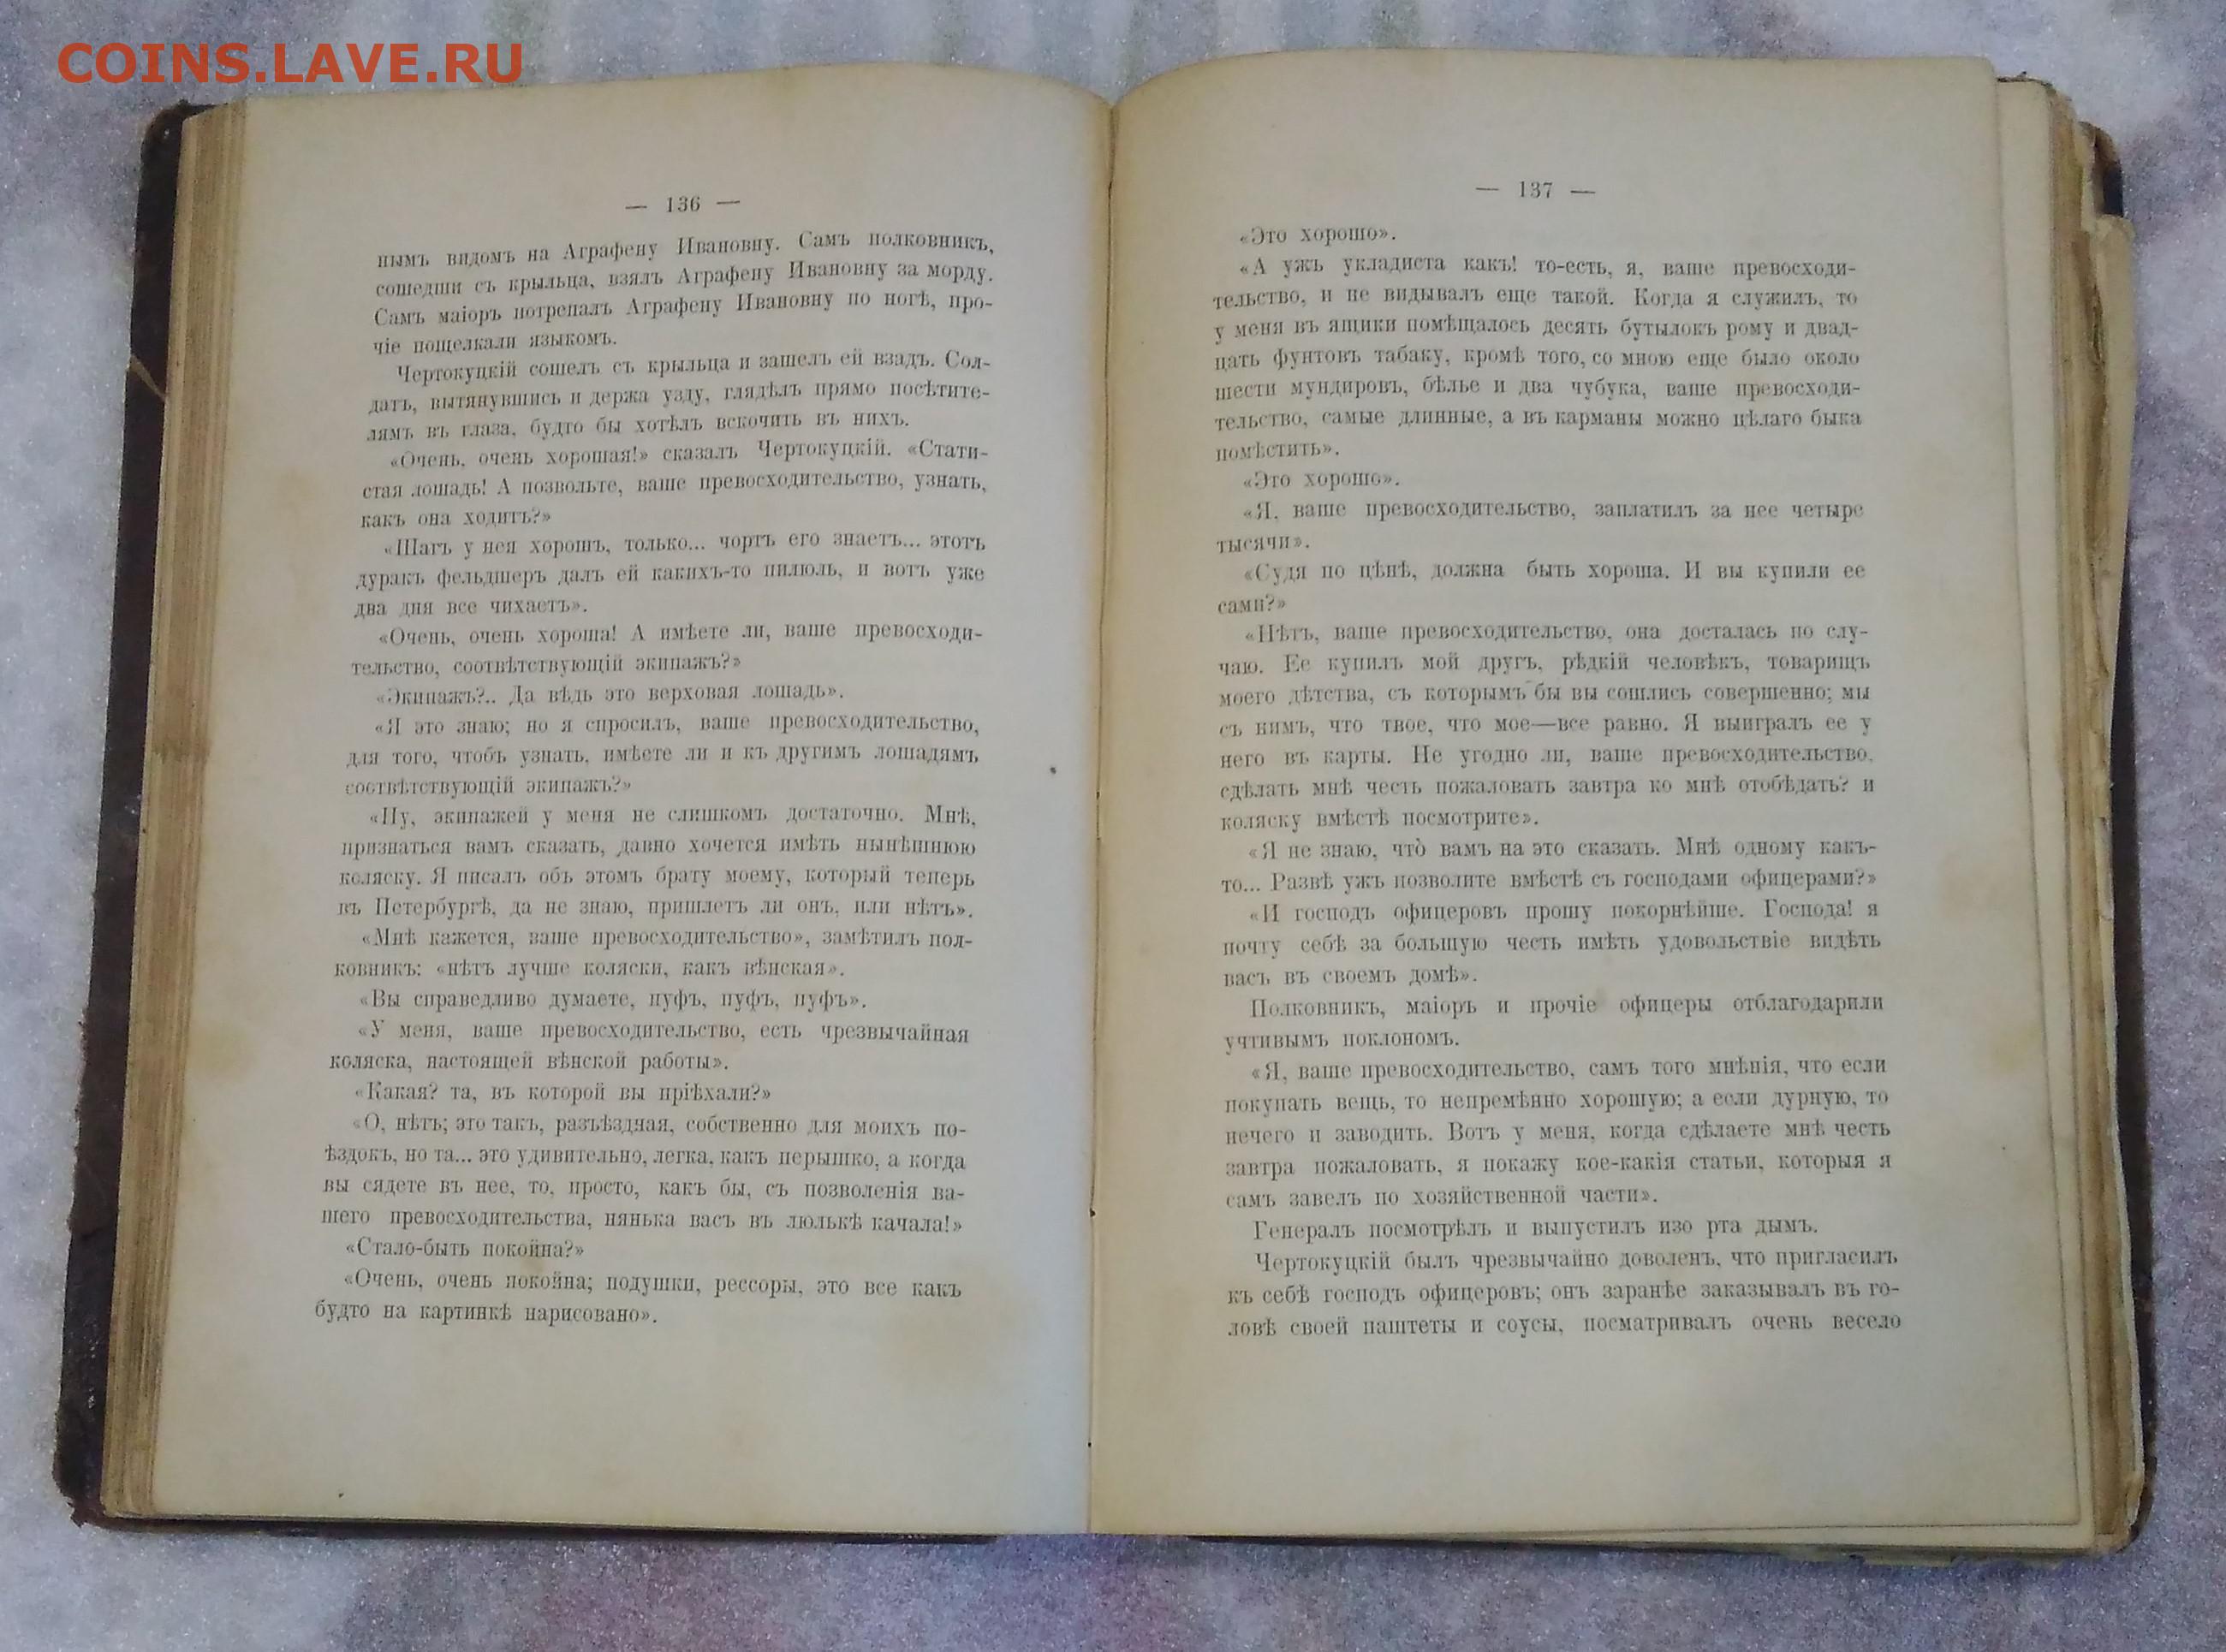 COINS.LAVE.RU
— 136 —
нымъ видомъ на Аграфену Ивановну. Самъ полковникъ,
сошедши съ крыльца, взялъ Аграфену Ивановну за морду.
Самъ маіоръ потрепалъ Аграфену Ивановну по ногѣ, про-
чіе пощелкали языкомъ.
Чертокуцкій сошелъ съ крыльца и зашелъ ей взадъ. Сол-
датъ, вытянувшись и держа узду, глядѣлъ прямо посѣтите-
лямъ въ глаза, будто бы хотѣлъ вскочить въ нихъ.
«Очень, очень хорошая!» сказалъ Чертокуцкій. «Стати-
стая лошадь! А позвольте, ваше превосходительство, узнать,
какъ она ходитъ?»
«Шагъ у нея хорошъ, только... чортъ его знаетъ... этотъ
дуракъ фельдшеръ далъ ей какихъ-то пилюль, и вотъ уже
два дня все чихаетъ».
«Очень, очень хороша! А имѣете ли, ваше превосходи-
тельство, соотвѣтствующій экипажъ?»
«Экипажъ?.. Да вѣдь это верховая лошадь».
«Я это знаю; но я спросилъ, ваше превосходительство,
для того, чтобъ узнать, имѣете ли и къ другимъ лошадямъ
соотвѣтствующій экипажъ?»
«Ну, экипажей у меня не слишкомъ достаточно. Мнѣ,
признаться вамъ сказать, давно хочется имѣть нынѣшнюю
коляску. Я писалъ объ этомъ брату моему, который теперь
въ Петербургѣ, да не знаю, пришлетъ ли онъ, или нѣтъ».
«Мнѣ кажется, ваше превосходительство», замѣтилъ пол-
ковникъ: «нѣтъ лучше коляски, какъ вѣнская».
«Вы справедливо думаете, пуфъ, пуфъ, пуфъ».
«У меня, ваше превосходительство, есть чрезвычайная
коляска, настоящей вѣнской работы».
«Какая? та, въ которой вы пріѣхали?»
«О, нѣтъ; это такъ, разъѣздная, собственно для моихъ по-
ѣздокъ, но та... это удивительно, легка, какъ перышко, а когда
вы сядете въ нее, то, просто, какъ бы, съ позволенія ва-
шего превосходительства, нянька васъ въ люлькѣ качала!»
«Стало-быть покойна?»
«Очень, очень покойна; подушки, рессоры, это все какъ
будто на картинкѣ нарисовано».
— 137 —
«Это хорошо».
«А ужъ укладиста какъ! то-есть, я, ваше превосходи-
тельство, и не видывалъ еще такой. Когда я служилъ, то
у меня въ ящики помѣщалось десять бутылокъ рому и двад-
цать фунтовъ табаку, кромѣ того, со мною еще было около
шести мундировъ, бѣлье и два чубука, ваше превосходи-
тельство, самые длинные, а въ карманы можно цѣлаго быка
помѣстить».
«Это хорошо».
«Я, ваше превосходительство, заплатилъ за нее четыре
тысячи».
«Судя по цѣнѣ, должна быть хороша. И вы купили ее
сами?»
«Нѣтъ, ваше превосходительство, она досталась по слу-
чаю. Ее купилъ мой другъ, рѣдкій человѣкъ, товарищъ
моего дѣтства, съ которымъ бы вы сошлись совершенно; мы
съ нимъ, что твое, что мое—все равно. Я выигралъ ее у
него въ карты. Не угодно ли, ваше превосходительство,
сдѣлать мнѣ честь пожаловать завтра ко мнѣ отобѣдать? и
коляску вмѣстѣ посмотрите».
«Я не знаю, что̀ вамъ на это сказать. Мнѣ одному какъ-
то... Развѣ ужъ позволите вмѣстѣ съ господами офицерами?»
«И господъ офицеровъ прошу покорнѣйше. Господа! я
почту себѣ за большую честь имѣть удовольствіе видѣть
васъ въ своемъ домѣ».
Полковникъ, маіоръ и прочіе офицеры отблагодарили
учтивымъ поклономъ.
«Я, ваше превосходительство, самъ того мнѣнія, что если
покупать вещь, то непремѣнно хорошую; а если дурную, то
нечего и заводить. Вотъ у меня, когда сдѣлаете мнѣ честь
завтра пожаловать, я покажу кое-какія статьи, которыя я
самъ завелъ по хозяйственной части».
Генералъ посмотрѣлъ и выпустилъ изо рта дымъ.
Чертокуцкій былъ чрезвычайно доволенъ, что пригласилъ
къ себѣ господъ офицеровъ; онъ заранѣе заказывалъ въ го-
ловѣ своей паштеты и соусы, посматривалъ очень весело